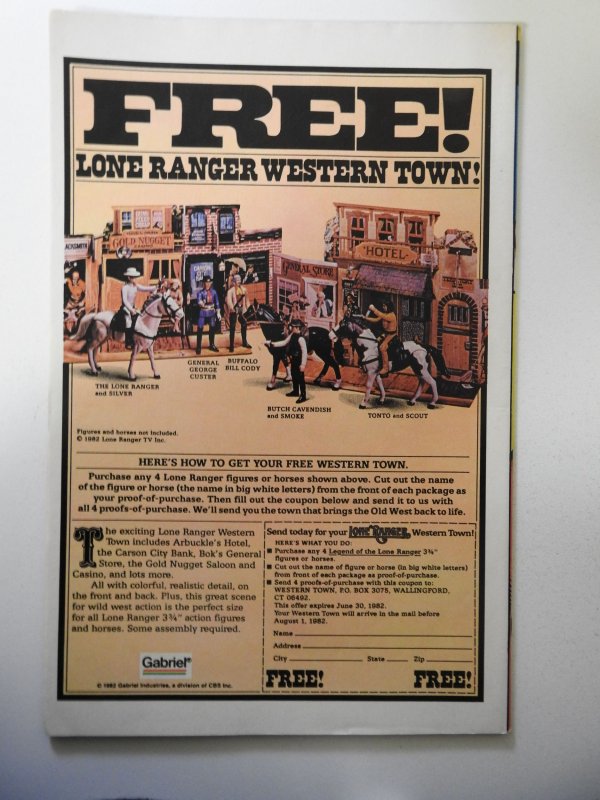 FREE!
LONE RANGER WESTERN TOWN!
GOLD NUGGET
GENERAL STORE
HOTEL
THE LONE RANGER
and SILVER
GENERAL
GEORGE
CUSTER
BUFFALO
BILL CODY
BUTCH CAVENDISH
and SMOKE
TONTO and SCOUT
Figures and horses not included.
© 1982 Lone Ranger TV Inc.
HERE'S HOW TO GET YOUR FREE WESTERN TOWN.
Purchase any 4 Lone Ranger figures or horses shown above. Cut out the name
of the figure or horse (the name in big white letters) from the front of each package as
your proof-of-purchase. Then fill out the coupon below and send it to us with
all 4 proofs-of-purchase. We'll send you the town that brings the Old West back to life.
The exciting Lone Ranger Western
Town includes Arbuckle's Hotel,
the Carson City Bank, Bok's General
Store, the Gold Nugget Saloon and
Casino, and lots more.
All with colorful, realistic detail, on
the front and back. Plus, this great scene
for wild west action is the perfect size
for all Lone Ranger 3¾" action figures
and horses. Some assembly required.
Gabriel®
© 1982 Gabriel Industries, a division of CBS Inc.
Send today for your LONE RANGER Western Town!
HERE'S WHAT YOU DO:
■ Purchase any 4 Legend of the Lone Ranger 3¾"
figures or horses.
■ Cut out the name of figure or horse (in big white letters)
from front of each package as proof-of-purchase.
■ Send 4 proofs-of-purchase with this coupon to:
WESTERN TOWN, P.O. BOX 3075, WALLINGFORD,
CT 06492.
This offer expires June 30, 1982.
Your Western Town will arrive in the mail before
August 1, 1982.
Name
Address
City State Zip
FREE! FREE!